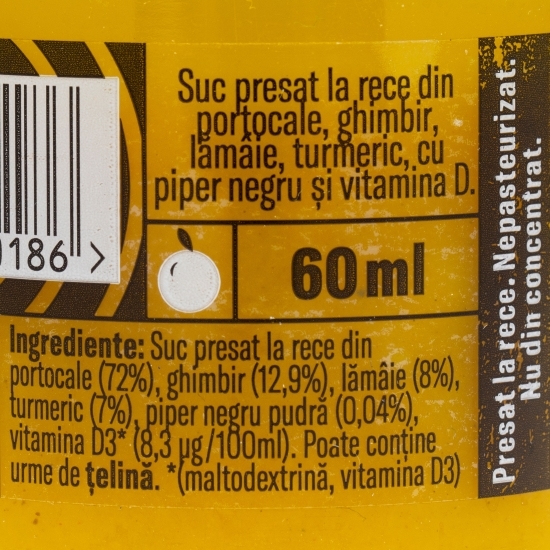 Suc presat la rece din
portocale, ghimbir,
lămâie, turmeric, cu
piper negru și vitamina D.
0186 >
60 ml
Ingrediente: Suc presat la rece din
portocale (72%), ghimbir (12,9%), lămâie (8%),
turmeric (7%), piper negru pudră (0,04%),
vitamina D3* (8,3 µg/100ml). Poate conține
urme de țelină. *(maltodextrină, vitamina D3)
Presat la rece. Nepasteurizat.
Nu din concentrat.